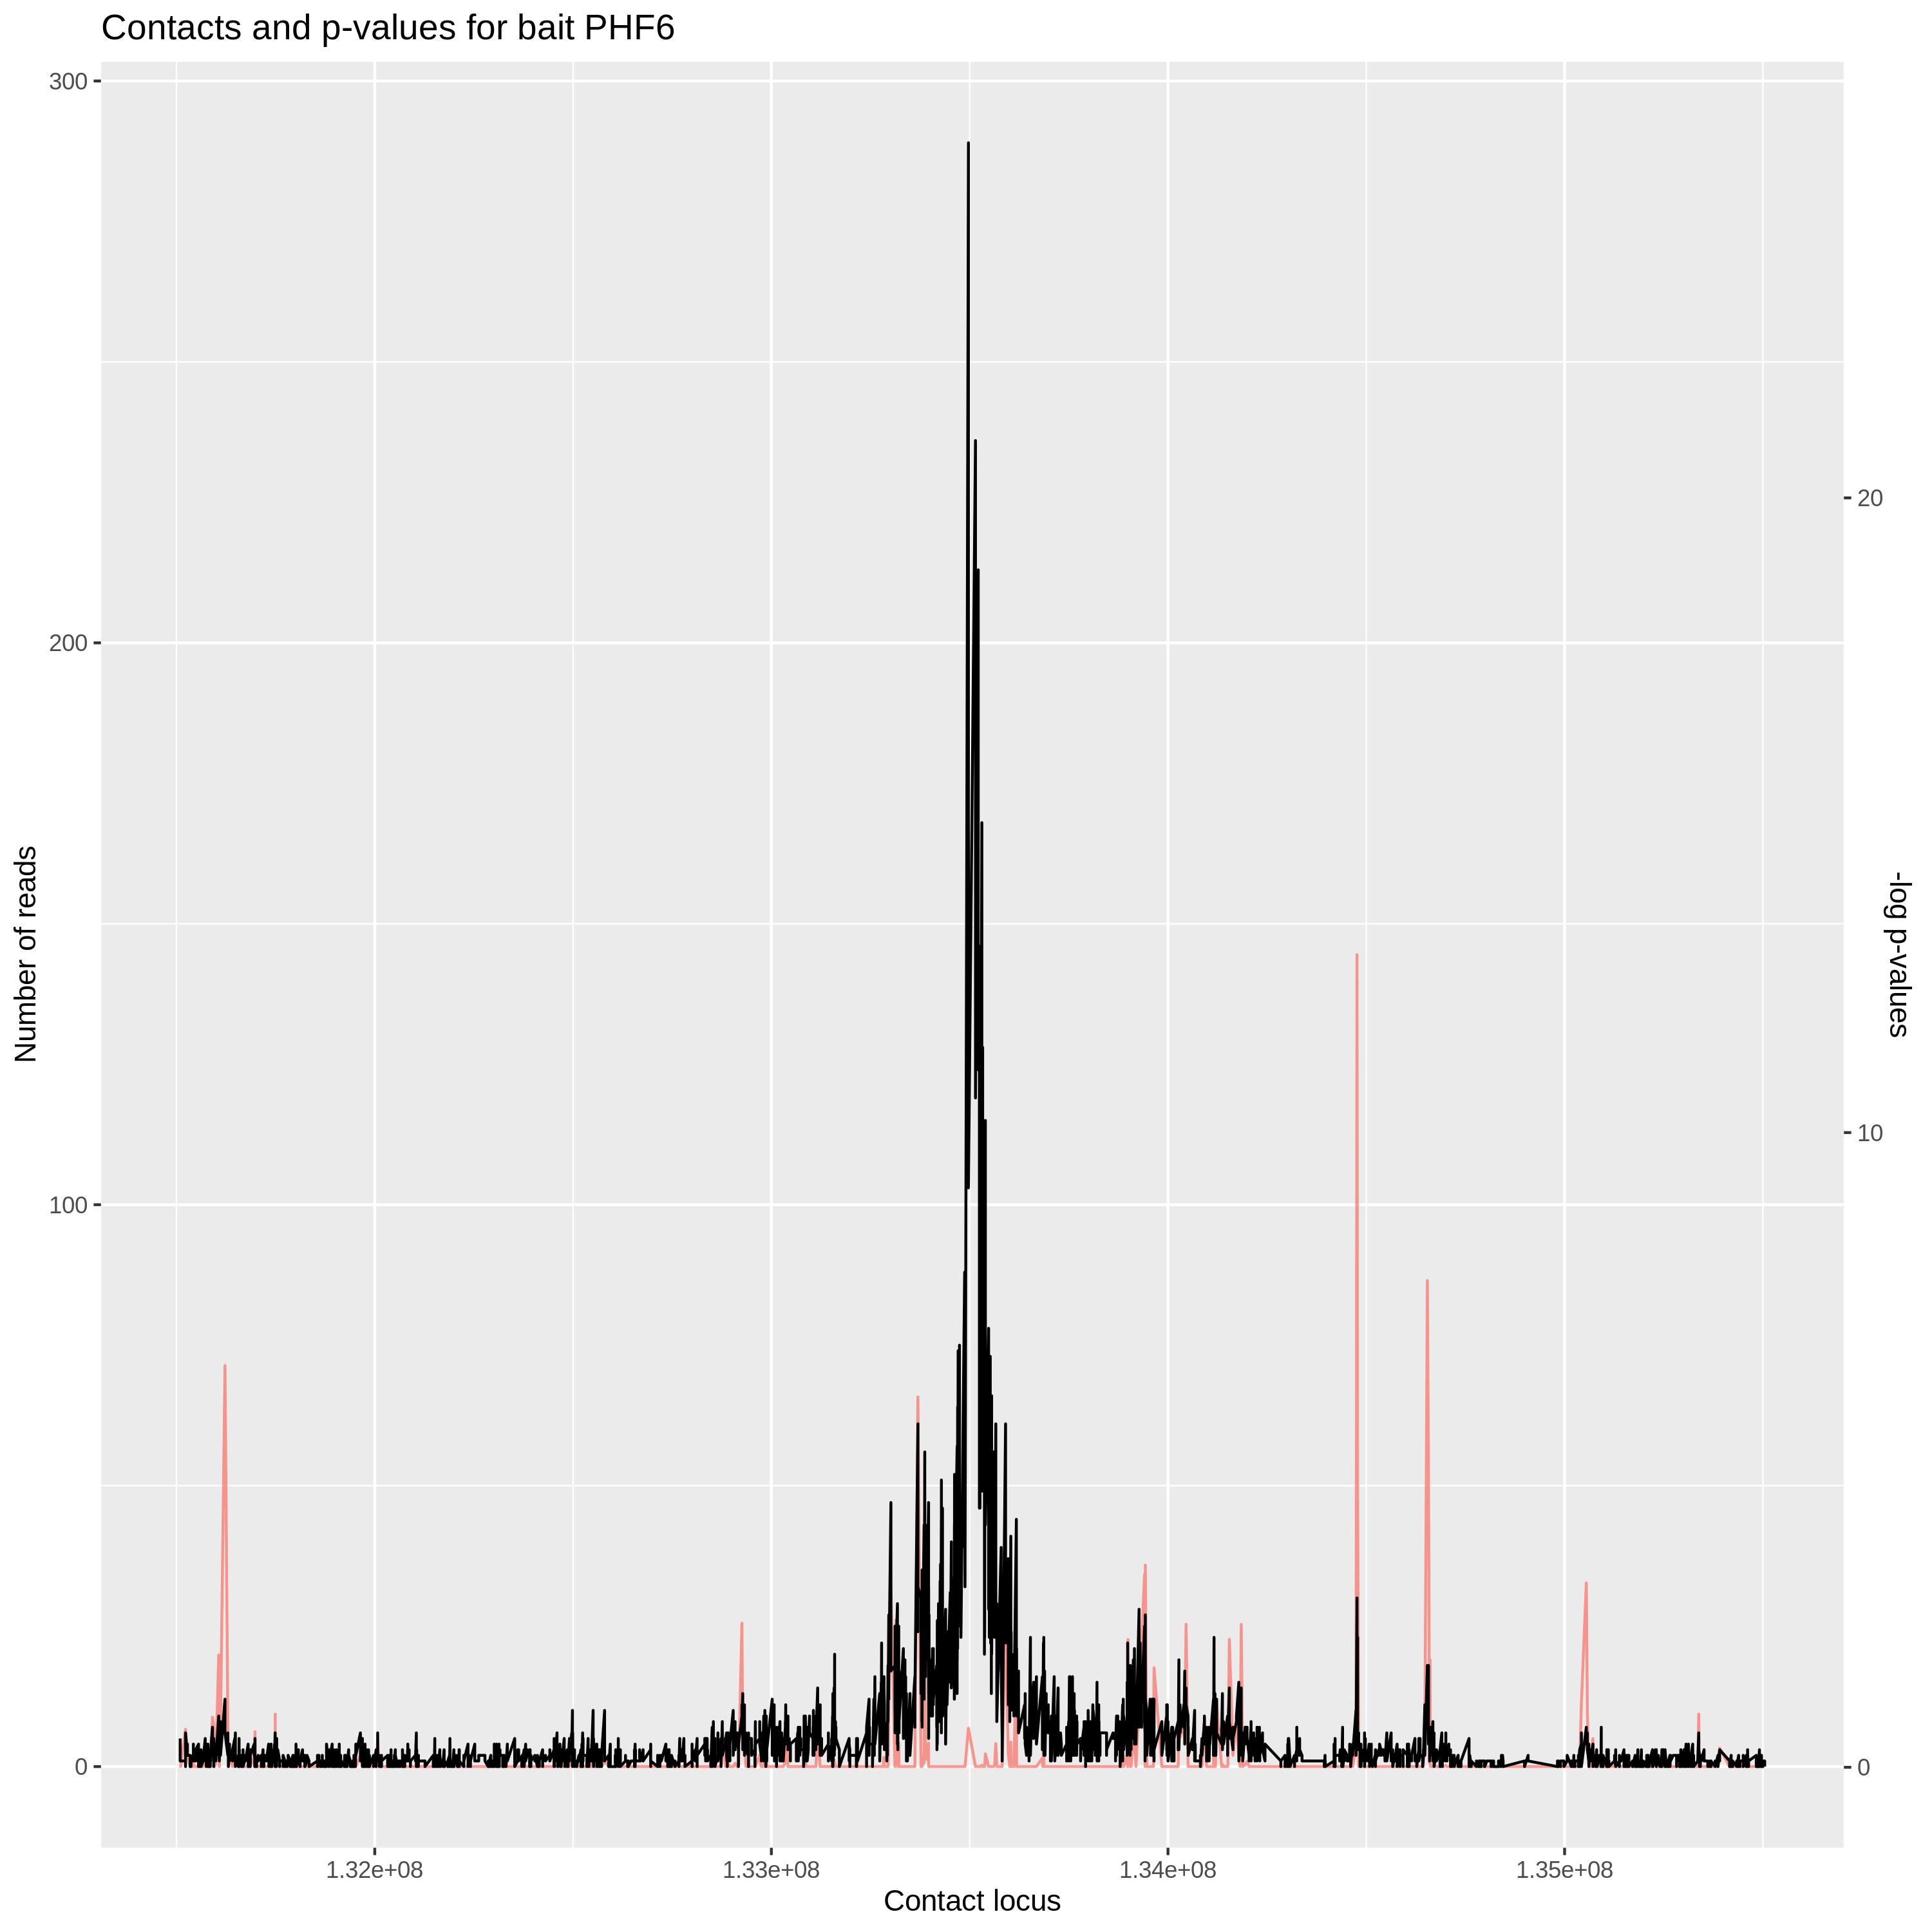 Contacts and p-values for bait PHF6
300
200
100
0
Number of reads
20
10
0
-log p-values
1.32e+08
1.33e+08
1.34e+08
1.35e+08
Contact locus